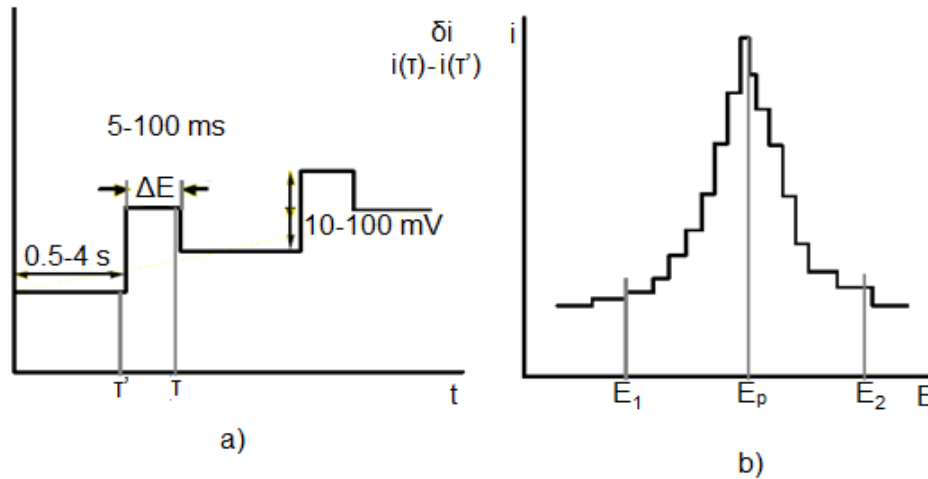 5-100 ms
ΔE
10-100 mV
0.5-4 s
τ'
τ
t
a)
δi
i(τ)-i(τ')
i
E₁
Eₚ
E₂
E
b)